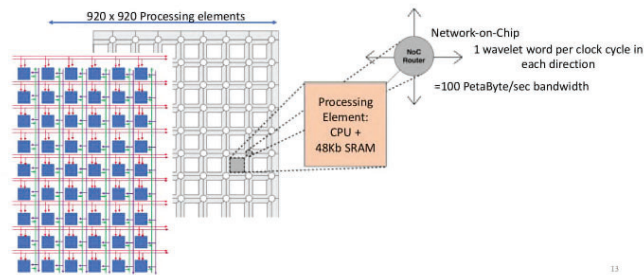 920 x 920 Processing elements
Network-on-Chip
1 wavelet word per clock cycle in
each direction
=100 PetaByte/sec bandwidth
NoC
Router
Processing
Element:
CPU +
48Kb SRAM
13